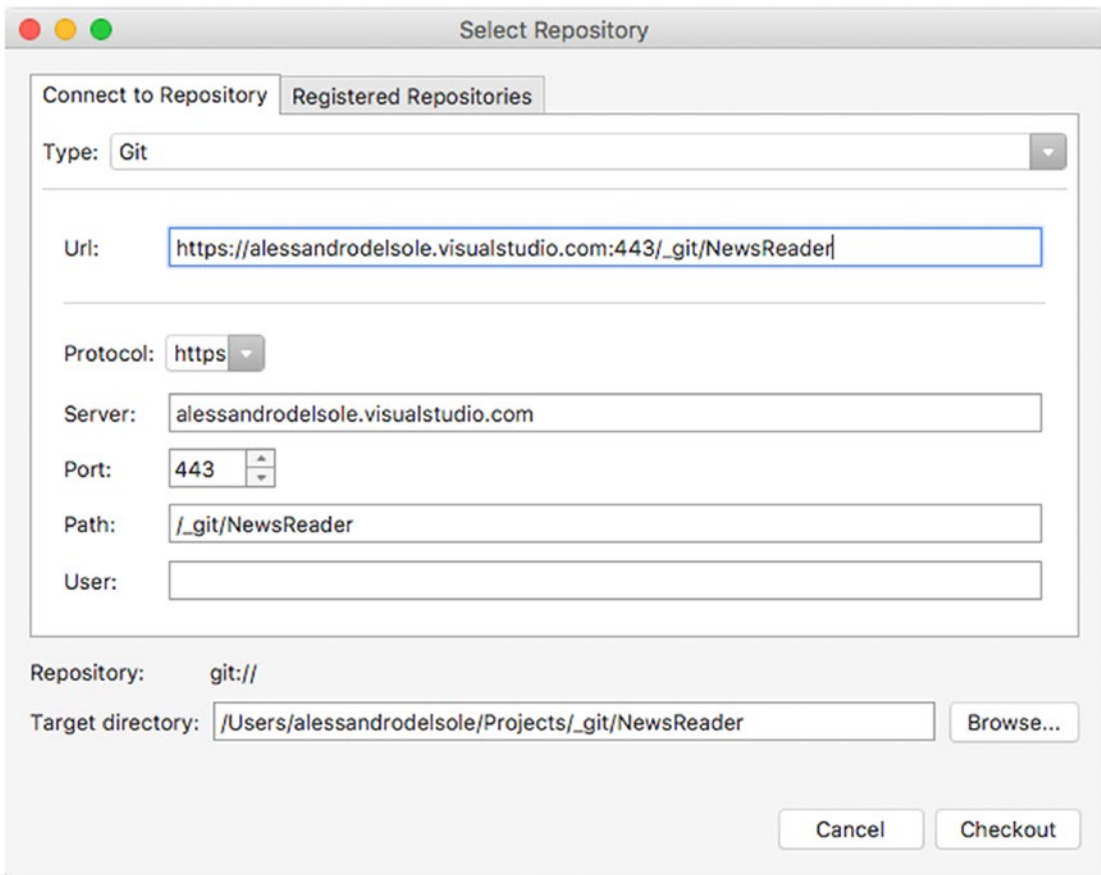 Select Repository
Connect to Repository
Registered Repositories
Type: Git
Url: https://alessandrodelsole.visualstudio.com:443/_git/NewsReader
Protocol: https
Server: alessandrodelsole.visualstudio.com
Port: 443
Path: /_git/NewsReader
User:
Repository: git://
Target directory: /Users/alessandrodelsole/Projects/_git/NewsReader Browse...
Cancel Checkout